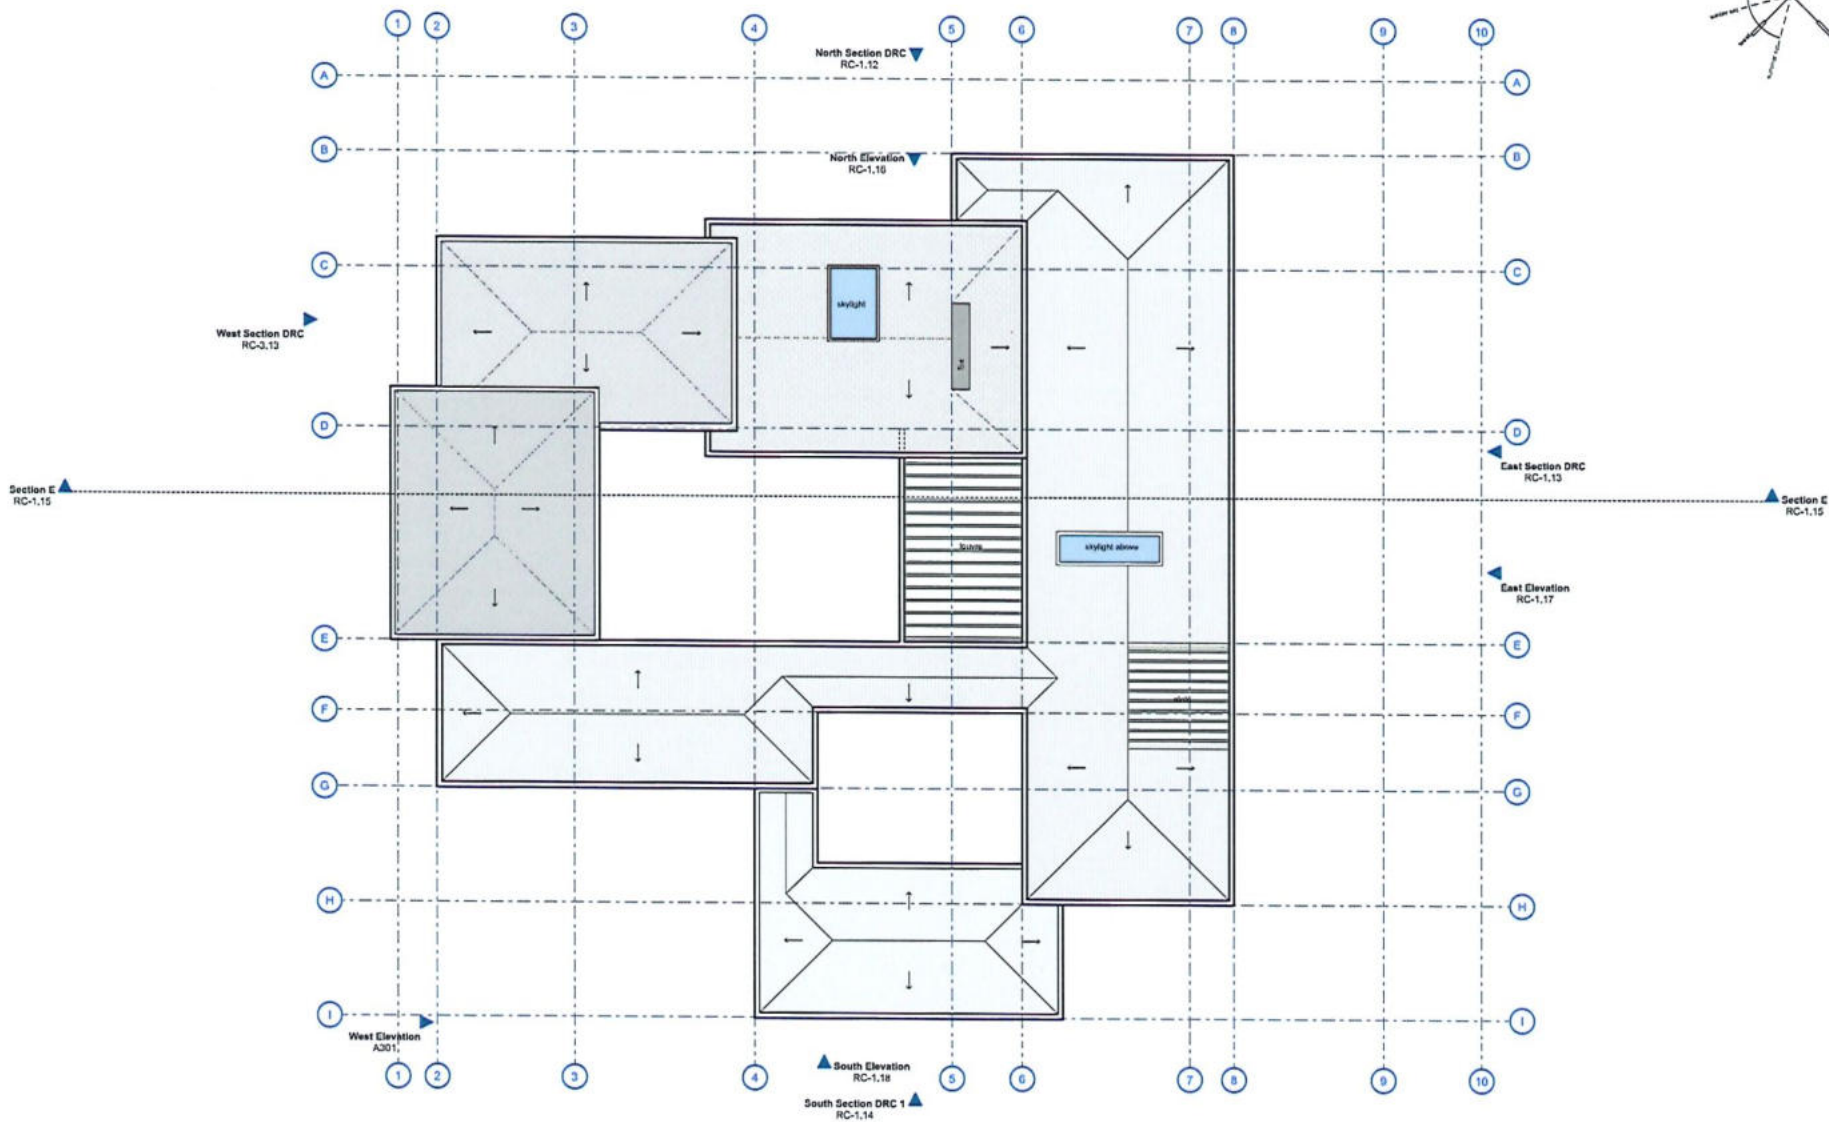 1 2 3 4 5 6 7 8 9 10
North Section DRC
RC-1.12
A A
B B
North Elevation
RC-1.16
C C
skylight
West Section DRC
RC-3.13
flue
D D
East Section DRC
RC-1.13
Section E
RC-1.15
Section E
RC-1.15
louvre
skylight above
East Elevation
RC-1.17
E E
F F
G G
H H
I I
West Elevation
A301
South Elevation
RC-1.18
1 2 3 4 5 6 7 8 9 10
South Section DRC 1
RC-1.14